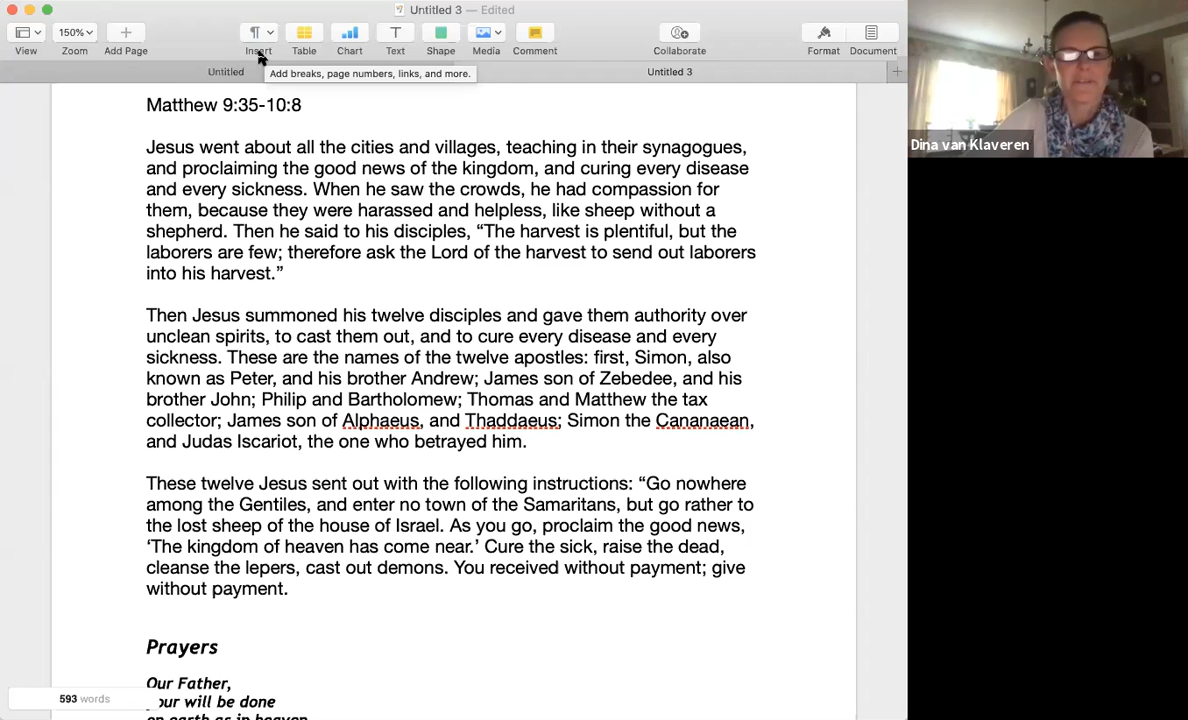 Untitled 3 — Edited
150%
View
Zoom
Add Page
Insert
Table
Chart
Text
Shape
Media
Comment
Collaborate
Format
Document
Untitled
Add breaks, page numbers, links, and more.
Untitled 3
Matthew 9:35-10:8
Jesus went about all the cities and villages, teaching in their synagogues,
and proclaiming the good news of the kingdom, and curing every disease
and every sickness. When he saw the crowds, he had compassion for
them, because they were harassed and helpless, like sheep without a
shepherd. Then he said to his disciples, “The harvest is plentiful, but the
laborers are few; therefore ask the Lord of the harvest to send out laborers
into his harvest.”
Then Jesus summoned his twelve disciples and gave them authority over
unclean spirits, to cast them out, and to cure every disease and every
sickness. These are the names of the twelve apostles: first, Simon, also
known as Peter, and his brother Andrew; James son of Zebedee, and his
brother John; Philip and Bartholomew; Thomas and Matthew the tax
collector; James son of Alphaeus, and Thaddaeus; Simon the Cananaean,
and Judas Iscariot, the one who betrayed him.
These twelve Jesus sent out with the following instructions: “Go nowhere
among the Gentiles, and enter no town of the Samaritans, but go rather to
the lost sheep of the house of Israel. As you go, proclaim the good news,
‘The kingdom of heaven has come near.’ Cure the sick, raise the dead,
cleanse the lepers, cast out demons. You received without payment; give
without payment.
Prayers
Our Father,
your will be done
on earth as in heaven
593 words
Dina van Klaveren